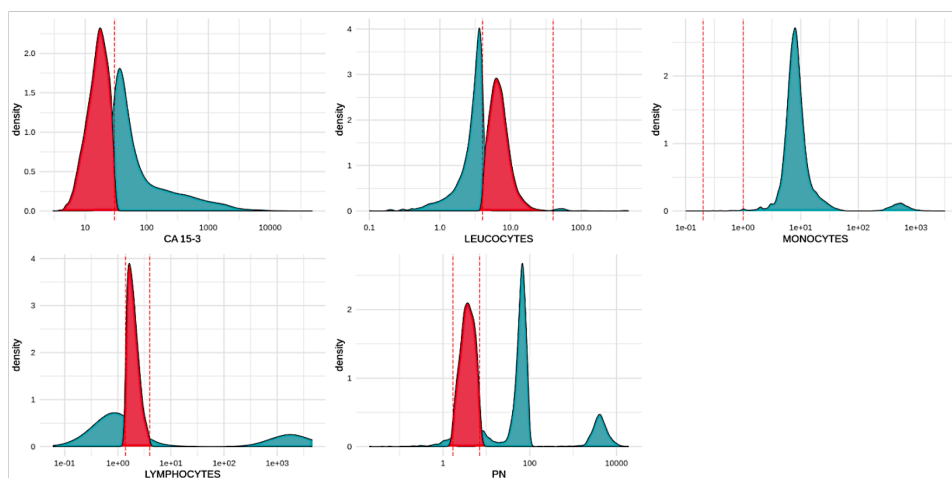 density
2.0
1.5
1.0
0.5
0.0
10
100
1000
10000
CA 15-3
density
4
3
2
1
0
0.1
1.0
10.0
100.0
LEUCOCYTES
density
2
1
0
1e-01
1e+00
1e+01
1e+02
1e+03
MONOCYTES
density
4
3
2
1
0
1e-01
1e+00
1e+01
1e+02
1e+03
LYMPHOCYTES
density
2
1
0
1
100
10000
PN